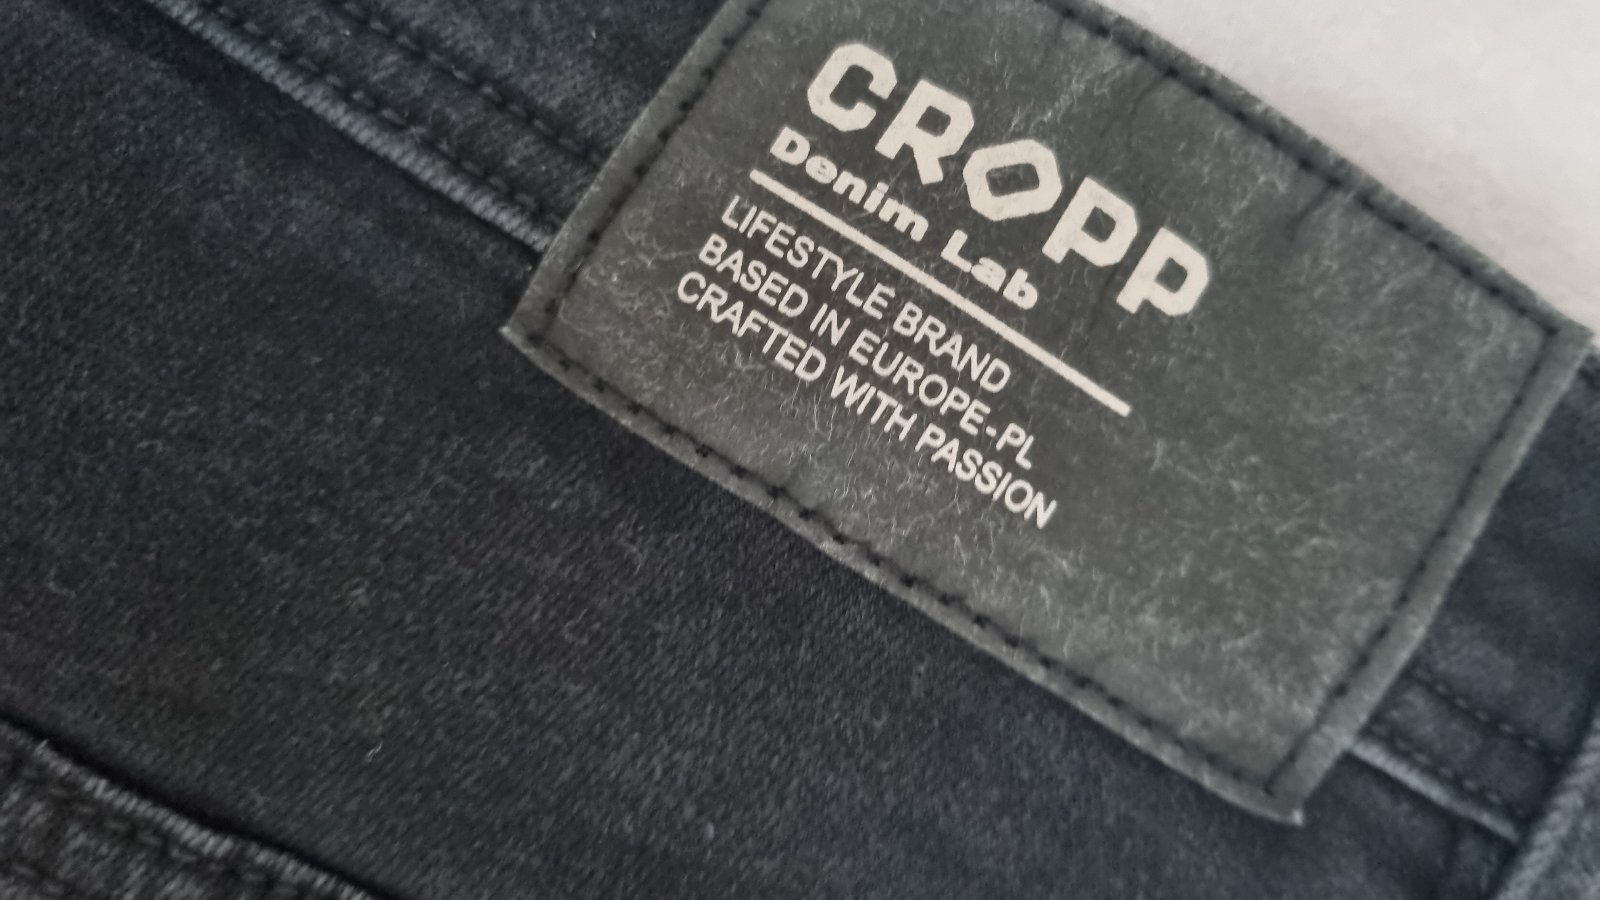 CROPP
Denim Lab
LIFESTYLE BRAND
BASED IN EUROPE-PL
CRAFTED WITH PASSION